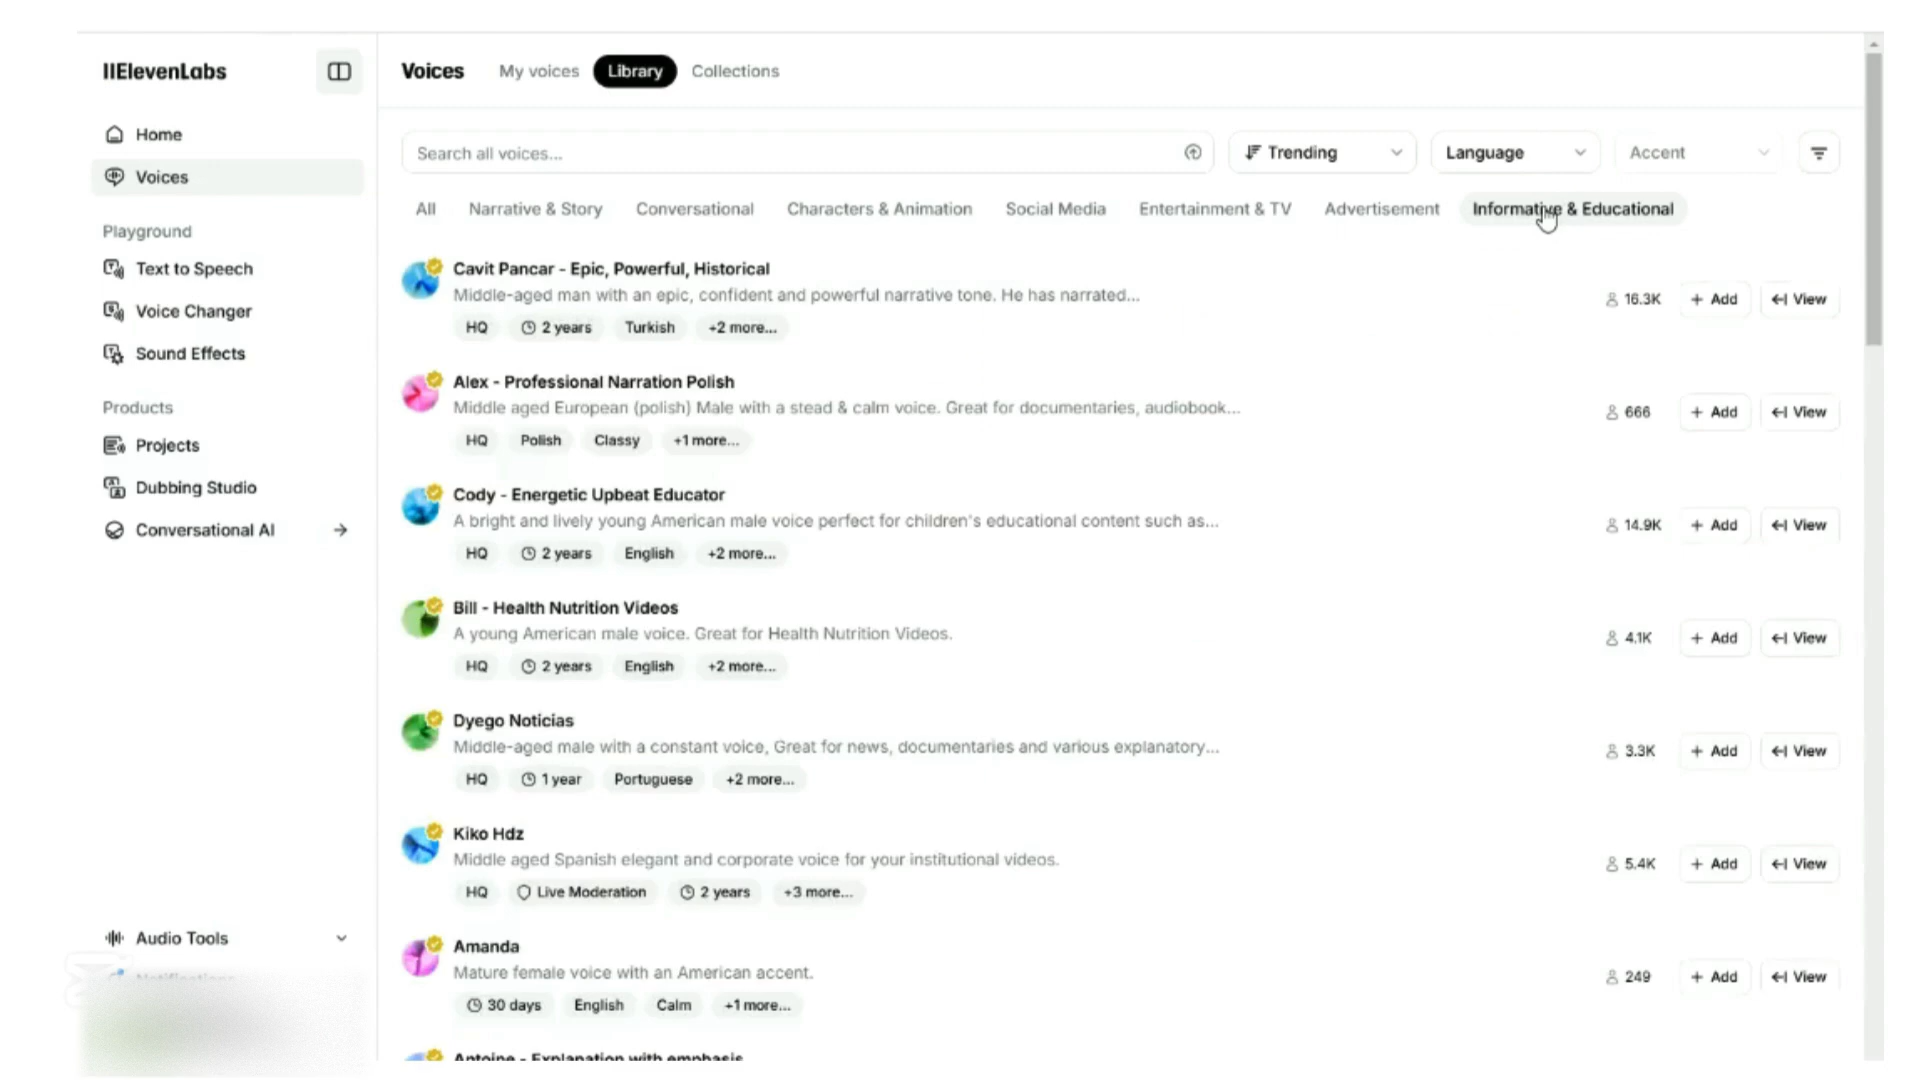 IIElevenLabs
Home
Voices
Playground
Text to Speech
Voice Changer
Sound Effects
Products
Projects
Dubbing Studio
Conversational AI
Audio Tools
Notifications
Voices My voices Library Collections
Search all voices... Trending Language Accent
All Narrative & Story Conversational Characters & Animation Social Media Entertainment & TV Advertisement Informative & Educational
Cavit Pancar - Epic, Powerful, Historical
Middle-aged man with an epic, confident and powerful narrative tone. He has narrated...
16.3K + Add View
HQ 2 years Turkish +2 more...
Alex - Professional Narration Polish
Middle aged European (polish) Male with a stead & calm voice. Great for documentaries, audiobook...
666 + Add View
HQ Polish Classy +1 more...
Cody - Energetic Upbeat Educator
A bright and lively young American male voice perfect for children's educational content such as...
14.9K + Add View
HQ 2 years English +2 more...
Bill - Health Nutrition Videos
A young American male voice. Great for Health Nutrition Videos.
4.1K + Add View
HQ 2 years English +2 more...
Dyego Noticias
Middle-aged male with a constant voice, Great for news, documentaries and various explanatory...
3.3K + Add View
HQ 1 year Portuguese +2 more...
Kiko Hdz
Middle aged Spanish elegant and corporate voice for your institutional videos.
5.4K + Add View
HQ Live Moderation 2 years +3 more...
Amanda
Mature female voice with an American accent.
249 + Add View
30 days English Calm +1 more...
Antoine - Explanation with emphasis